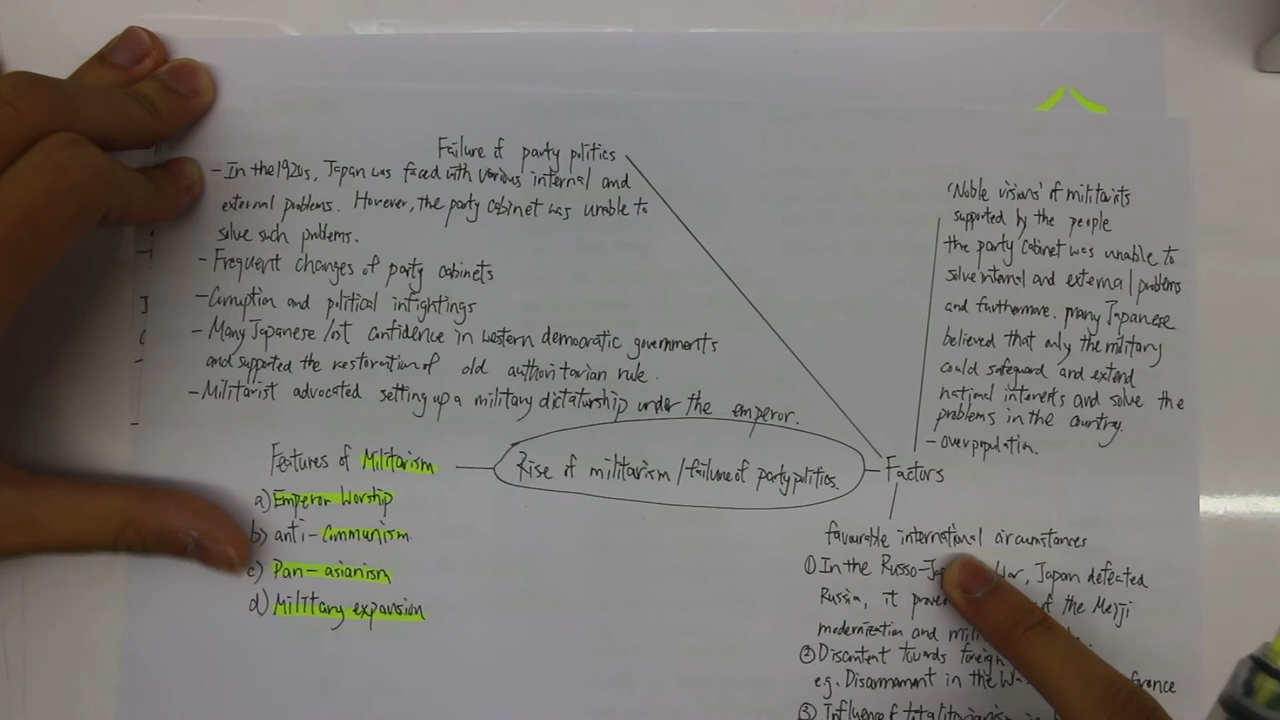 Failure of party politics
- In the 1920s, Japan was faced with various internal and
external problems. However, the party cabinet was unable to
solve such problems.
- Frequent changes of party cabinets
- Corruption and political infightings
- Many Japanese lost confidence in western democratic governments
and supported the restoration of old authoritarian rule.
- Militarist advocated setting up a military dictaturship under the emperor.
Features of Militarism
a) Emperor Worship
b) anti-Communism
c) Pan-asianism
d) Military expansion
Rise of militarism/failure of party politics.
Factors
'Noble visions' of militarists
supported by the people
the party cabinet was unable to
solve internal and external problems
and furthermore. many Japanese
believed that only the military
could safeguard and extend
national interests and solve the
problems in the country.
- overpopulation.
favourable international circumstances
① In the Russo- War, Japan defected
Russia, it of the Meiji
modernization and
② Discontent towards foreign
eg. Disarmament in the
③ Influence of